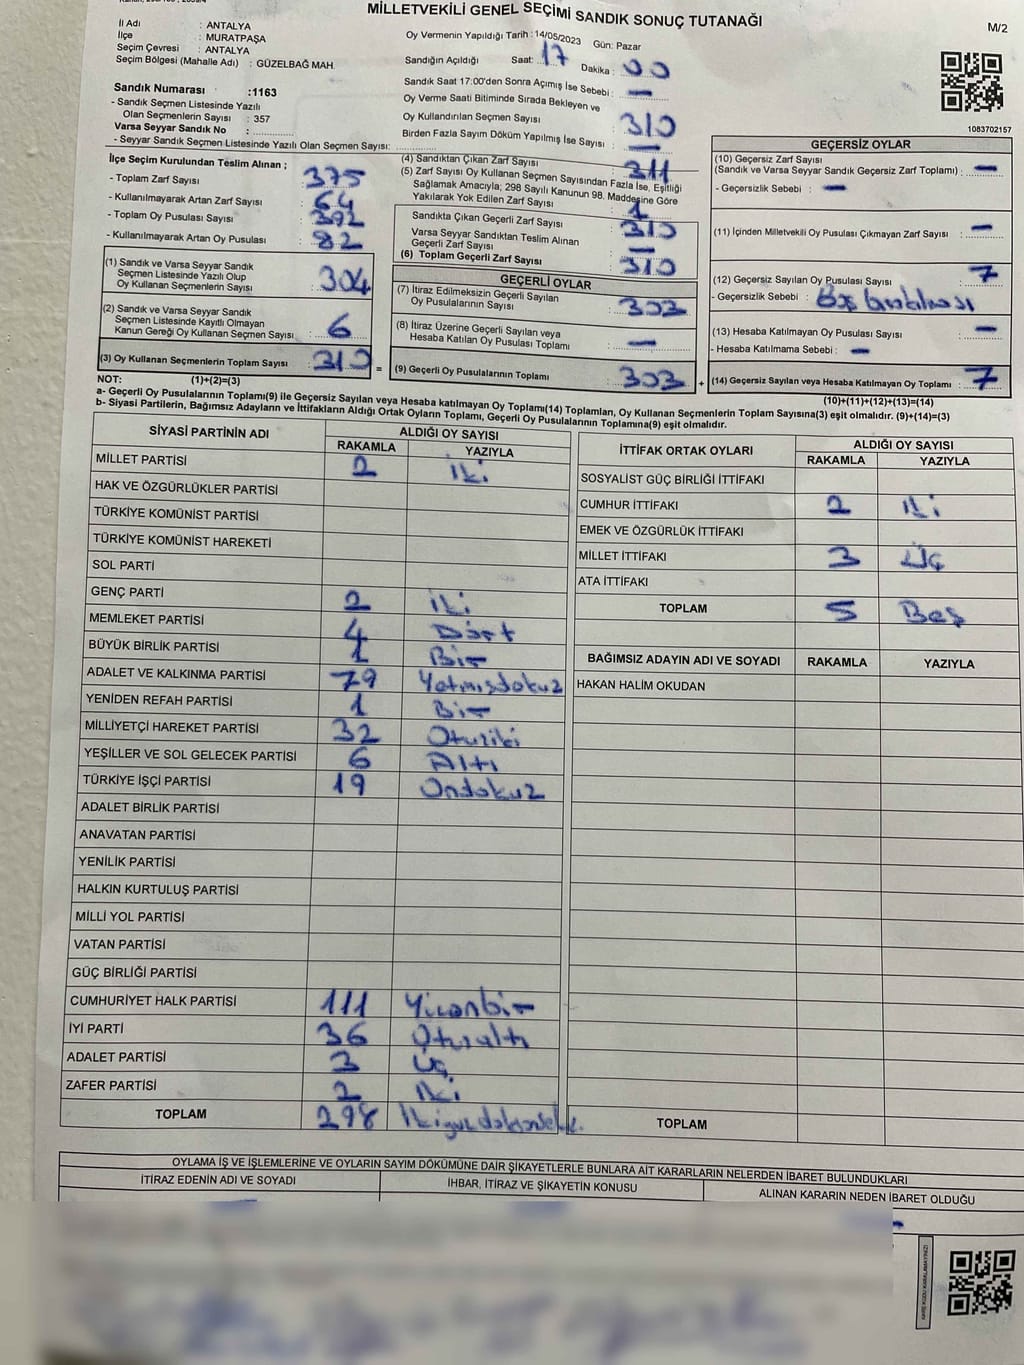 MİLLETVEKİLİ GENEL SEÇİMİ SANDIK SONUÇ TUTANAĞI
M/2
İl Adı : ANTALYA
İlçe : MURATPAŞA
Seçim Çevresi : ANTALYA
Seçim Bölgesi (Mahalle Adı) : GÜZELBAĞ MAH.
Sandık Numarası :1163
- Sandık Seçmen Listesinde Yazılı
Olan Seçmenlerin Sayısı : 357
Varsa Seyyar Sandık No :
- Seyyar Sandık Seçmen Listesinde Yazılı Olan Seçmen Sayısı:
Oy Vermenin Yapıldığı Tarih : 14/05/2023 Gün: Pazar
Sandığın Açıldığı Saat: 17 Dakika : 00
Sandık Saat 17:00'den Sonra Açımış İse Sebebi : —
Oy Verme Saati Bitiminde Sırada Bekleyen ve
Oy Kullandırılan Seçmen Sayısı : 310
Birden Fazla Sayım Döküm Yapılmış İse Sayısı : —
1083702157
İlçe Seçim Kurulundan Teslim Alınan ;
- Toplam Zarf Sayısı : 375
- Kullanılmayarak Artan Zarf Sayısı : 64
- Toplam Oy Pusulası Sayısı : 392
- Kullanılmayarak Artan Oy Pusulası : 82
(1) Sandık ve Varsa Seyyar Sandık
Seçmen Listesinde Yazılı Olup
Oy Kullanan Seçmenlerin Sayısı : 304
(2) Sandık ve Varsa Seyyar Sandık
Seçmen Listesinde Kayıtlı Olmayan
Kanun Gereği Oy Kullanan Seçmen Sayısı : 6
(3) Oy Kullanan Seçmenlerin Toplam Sayısı : 310
(4) Sandıktan Çıkan Zarf Sayısı : 311
(5) Zarf Sayısı Oy Kullanan Seçmen Sayısından Fazla İse, Eşitliği
Sağlamak Amacıyla; 298 Sayılı Kanunun 98. Maddesine Göre
Yakılarak Yok Edilen Zarf Sayısı : 1
Sandıkta Çıkan Geçerli Zarf Sayısı : 310
Varsa Seyyar Sandıktan Teslim Alınan
Geçerli Zarf Sayısı : —
(6) Toplam Geçerli Zarf Sayısı : 310
GEÇERLİ OYLAR
(7) İtiraz Edilmeksizin Geçerli Sayılan
Oy Pusulalarının Sayısı : 303
(8) İtiraz Üzerine Geçerli Sayılan veya
Hesaba Katılan Oy Pusulası Toplamı : —
= (9) Geçerli Oy Pusulalarının Toplamı : 303
GEÇERSİZ OYLAR
(10) Geçersiz Zarf Sayısı
(Sandık ve Varsa Seyyar Sandık Geçersiz Zarf Toplamı) : —
- Geçersizlik Sebebi : —
(11) İçinden Milletvekili Oy Pusulası Çıkmayan Zarf Sayısı : —
(12) Geçersiz Sayılan Oy Pusulası Sayısı : 7
- Geçersizlik Sebebi : Boş bırakılması
(13) Hesaba Katılmayan Oy Pusulası Sayısı : —
- Hesaba Katılmama Sebebi : —
+ (14) Geçersiz Sayılan veya Hesaba Katılmayan Oy Toplamı : 7
NOT: (1)+(2)=(3)
(10)+(11)+(12)+(13)=(14)
a- Geçerli Oy Pusulalarının Toplamı(9) ile Geçersiz Sayılan veya Hesaba katılmayan Oy Toplamı(14) Toplamları, Oy Kullanan Seçmenlerin Toplam Sayısına(3) eşit olmalıdır. (9)+(14)=(3)
b- Siyasi Partilerin, Bağımsız Adayların ve İttifakların Aldığı Ortak Oyların Toplamı, Geçerli Oy Pusulalarının Toplamına(9) eşit olmalıdır.
SİYASİ PARTİNİN ADI ALDIĞI OY SAYISI
RAKAMLA YAZIYLA
MİLLET PARTİSİ 2 İki
HAK VE ÖZGÜRLÜKLER PARTİSİ
TÜRKİYE KOMÜNİST PARTİSİ
TÜRKİYE KOMÜNİST HAREKETİ
SOL PARTİ
GENÇ PARTİ 2 İki
MEMLEKET PARTİSİ 4 Dört
BÜYÜK BİRLİK PARTİSİ 1 Bir
ADALET VE KALKINMA PARTİSİ 79 Yetmişdokuz
YENİDEN REFAH PARTİSİ 1 Bir
MİLLİYETÇİ HAREKET PARTİSİ 32 Otuziki
YEŞİLLER VE SOL GELECEK PARTİSİ 6 Altı
TÜRKİYE İŞÇİ PARTİSİ 19 Ondokuz
ADALET BİRLİK PARTİSİ
ANAVATAN PARTİSİ
YENİLİK PARTİSİ
HALKIN KURTULUŞ PARTİSİ
MİLLİ YOL PARTİSİ
VATAN PARTİSİ
GÜÇ BİRLİĞİ PARTİSİ
CUMHURİYET HALK PARTİSİ 111 Yüzonbir
İYİ PARTİ 36 Otuzaltı
ADALET PARTİSİ 3 Üç
ZAFER PARTİSİ 2 İki
TOPLAM 298
İTTİFAK ORTAK OYLARI ALDIĞI OY SAYISI
RAKAMLA YAZIYLA
SOSYALİST GÜÇ BİRLİĞİ İTTİFAKI
CUMHUR İTTİFAKI 2 İki
EMEK VE ÖZGÜRLÜK İTTİFAKI
MİLLET İTTİFAKI 3 Üç
ATA İTTİFAKI
TOPLAM 5 Beş
BAĞIMSIZ ADAYIN ADI VE SOYADI RAKAMLA YAZIYLA
HAKAN HALİM OKUDAN
TOPLAM
OYLAMA İŞ VE İŞLEMLERİNE VE OYLARIN SAYIM DÖKÜMÜNE DAİR ŞİKAYETLERLE BUNLARA AİT KARARLARIN NELERDEN İBARET BULUNDUKLARI
İTİRAZ EDENİN ADI VE SOYADI İHBAR, İTİRAZ VE ŞİKAYETİN KONUSU ALINAN KARARIN NEDEN İBARET OLDUĞU